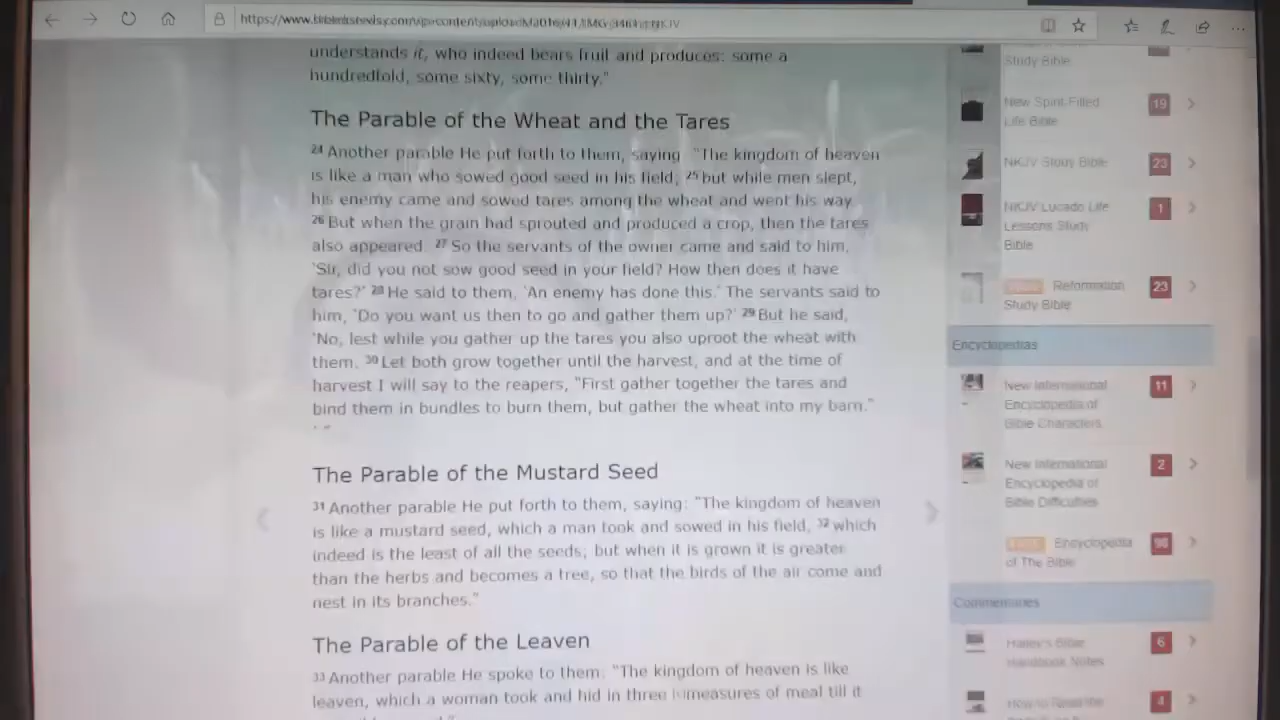 understands it, who indeed bears fruit and produces: some a
hundredfold, some sixty, some thirty."
The Parable of the Wheat and the Tares
24 Another parable He put forth to them, saying "The kingdom of heaven
is like a man who sowed good seed in his field; 25 but while men slept,
his enemy came and sowed tares among the wheat and went his way.
26 But when the grain had sprouted and produced a crop, then the tares
also appeared. 27 So the servants of the owner came and said to him,
'Sir, did you not sow good seed in your field? How then does it have
tares?' 28 He said to them, 'An enemy has done this.' The servants said to
him, 'Do you want us then to go and gather them up?' 29 But he said,
'No, lest while you gather up the tares you also uproot the wheat with
them. 30 Let both grow together until the harvest, and at the time of
harvest I will say to the reapers, "First gather together the tares and
bind them in bundles to burn them, but gather the wheat into my barn."
' "
The Parable of the Mustard Seed
31 Another parable He put forth to them, saying: "The kingdom of heaven
is like a mustard seed, which a man took and sowed in his field, 32 which
indeed is the least of all the seeds; but when it is grown it is greater
than the herbs and becomes a tree, so that the birds of the air come and
nest in its branches."
The Parable of the Leaven
33 Another parable He spoke to them: "The kingdom of heaven is like
leaven, which a woman took and hid in three measures of meal till it
Study Bible
New Spirit-Filled 19
Life Bible
NKJV Study Bible 23
NKJV Lucado Life 1
Lessons Study
Bible
Reformation 23
Study Bible
Encyclopedias
New International 11
Encyclopedia of
Bible Characters
New International 2
Encyclopedia of
Bible Difficulties
Encyclopedia 98
of The Bible
Commentaries
Halley's Bible 6
Handbook Notes
How to Read the 4